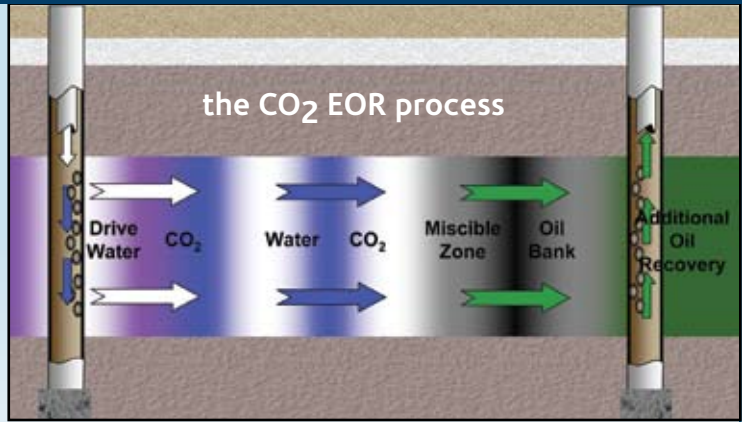 the CO₂ EOR process
Drive
Water
CO₂
Water
CO₂
Miscible
Zone
Oil
Bank
Additional
Oil
Recovery